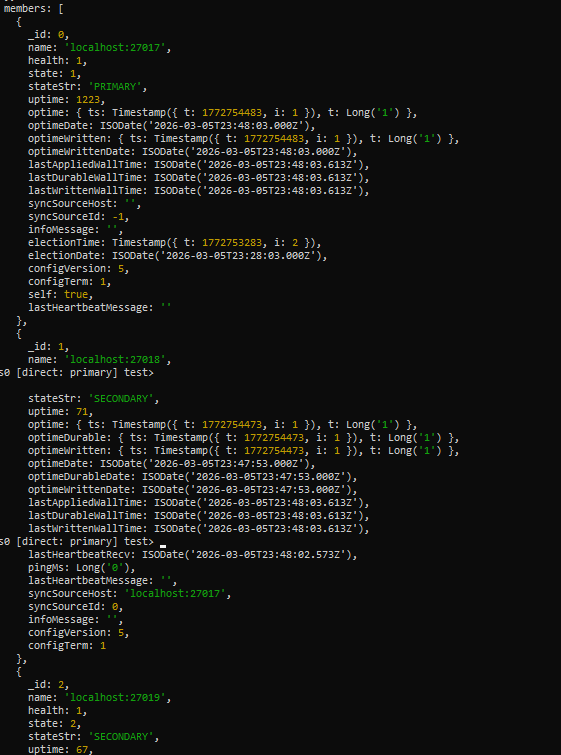 members: [
{
_id: 0,
name: 'localhost:27017',
health: 1,
state: 1,
stateStr: 'PRIMARY',
uptime: 1223,
optime: { ts: Timestamp({ t: 1772754483, i: 1 }), t: Long('1') },
optimeDate: ISODate('2026-03-05T23:48:03.000Z'),
optimeWritten: { ts: Timestamp({ t: 1772754483, i: 1 }), t: Long('1') },
optimeWrittenDate: ISODate('2026-03-05T23:48:03.000Z'),
lastAppliedWallTime: ISODate('2026-03-05T23:48:03.613Z'),
lastDurableWallTime: ISODate('2026-03-05T23:48:03.613Z'),
lastWrittenWallTime: ISODate('2026-03-05T23:48:03.613Z'),
syncSourceHost: '',
syncSourceId: -1,
infoMessage: '',
electionTime: Timestamp({ t: 1772753283, i: 2 }),
electionDate: ISODate('2026-03-05T23:28:03.000Z'),
configVersion: 5,
configTerm: 1,
self: true,
lastHeartbeatMessage: ''
},
{
_id: 1,
name: 'localhost:27018',
s0 [direct: primary] test>
stateStr: 'SECONDARY',
uptime: 71,
optime: { ts: Timestamp({ t: 1772754473, i: 1 }), t: Long('1') },
optimeDurable: { ts: Timestamp({ t: 1772754473, i: 1 }), t: Long('1') },
optimeWritten: { ts: Timestamp({ t: 1772754473, i: 1 }), t: Long('1') },
optimeDate: ISODate('2026-03-05T23:47:53.000Z'),
optimeDurableDate: ISODate('2026-03-05T23:47:53.000Z'),
optimeWrittenDate: ISODate('2026-03-05T23:47:53.000Z'),
lastAppliedWallTime: ISODate('2026-03-05T23:48:03.613Z'),
lastDurableWallTime: ISODate('2026-03-05T23:48:03.613Z'),
lastWrittenWallTime: ISODate('2026-03-05T23:48:03.613Z'),
s0 [direct: primary] test> _
lastHeartbeatRecv: ISODate('2026-03-05T23:48:02.573Z'),
pingMs: Long('0'),
lastHeartbeatMessage: '',
syncSourceHost: 'localhost:27017',
syncSourceId: 0,
infoMessage: '',
configVersion: 5,
configTerm: 1
},
{
_id: 2,
name: 'localhost:27019',
health: 1,
state: 2,
stateStr: 'SECONDARY',
uptime: 67,